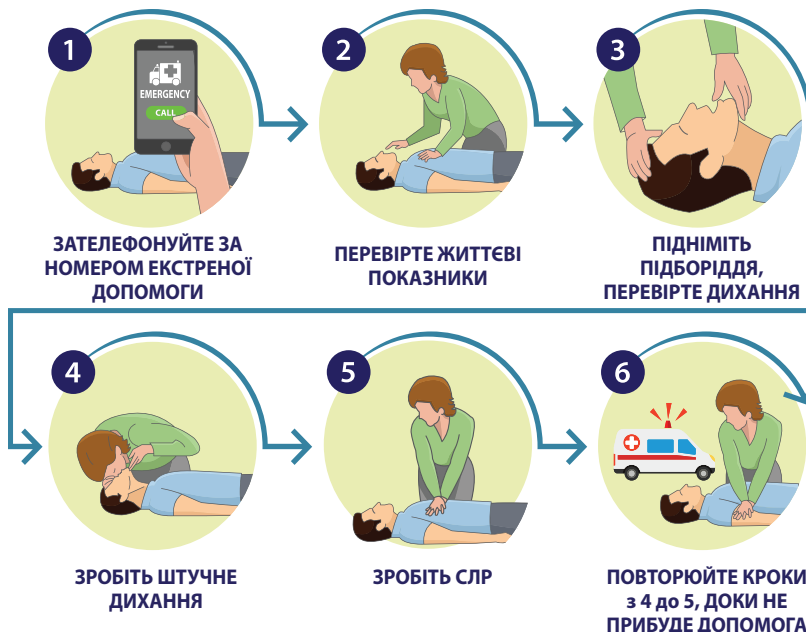 1
EMERGENCY
CALL
ЗАТЕЛЕФОНУЙТЕ ЗА
НОМЕРОМ ЕКСТРЕНОЇ
ДОПОМОГИ
2
ПЕРЕВІРТЕ ЖИТТЄВІ
ПОКАЗНИКИ
3
ПІДНІМІТЬ
ПІДБОРІДДЯ,
ПЕРЕВІРТЕ ДИХАННЯ
4
ЗРОБІТЬ ШТУЧНЕ
ДИХАННЯ
5
ЗРОБІТЬ СЛР
6
ПОВТОРЮЙТЕ КРОКИ
з 4 до 5, ДОКИ НЕ
ПРИБУДЕ ДОПОМОГА